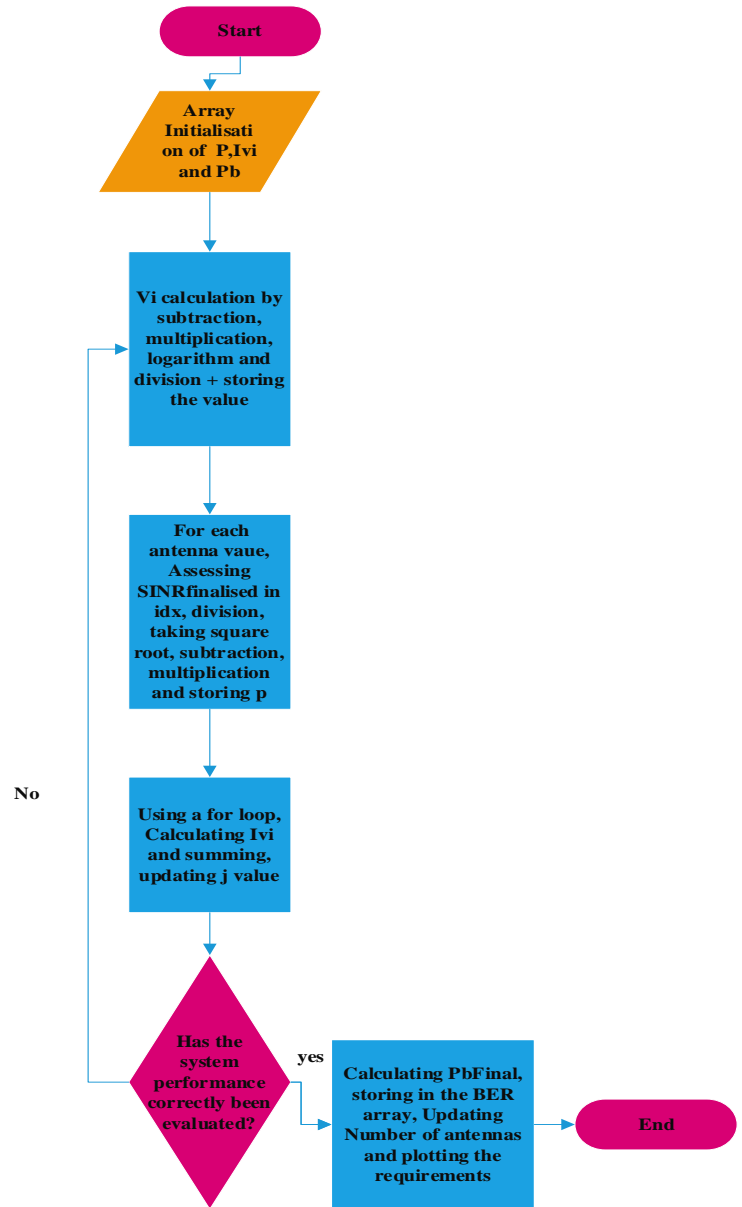 Start
Array
Initialisati
on of P,Ivi
and Pb
Vi calculation by
subtraction,
multiplication,
logarithm and
division + storing
the value
For each
antenna vaue,
Assessing
SINRfinalised in
idx, division,
taking square
root, subtraction,
multiplication
and storing p
No
Using a for loop,
Calculating Ivi
and summing,
updating j value
Has the
system
performance
correctly been
evaluated?
yes
Calculating PbFinal,
storing in the BER
array, Updating
Number of antennas
and plotting the
requirements
End